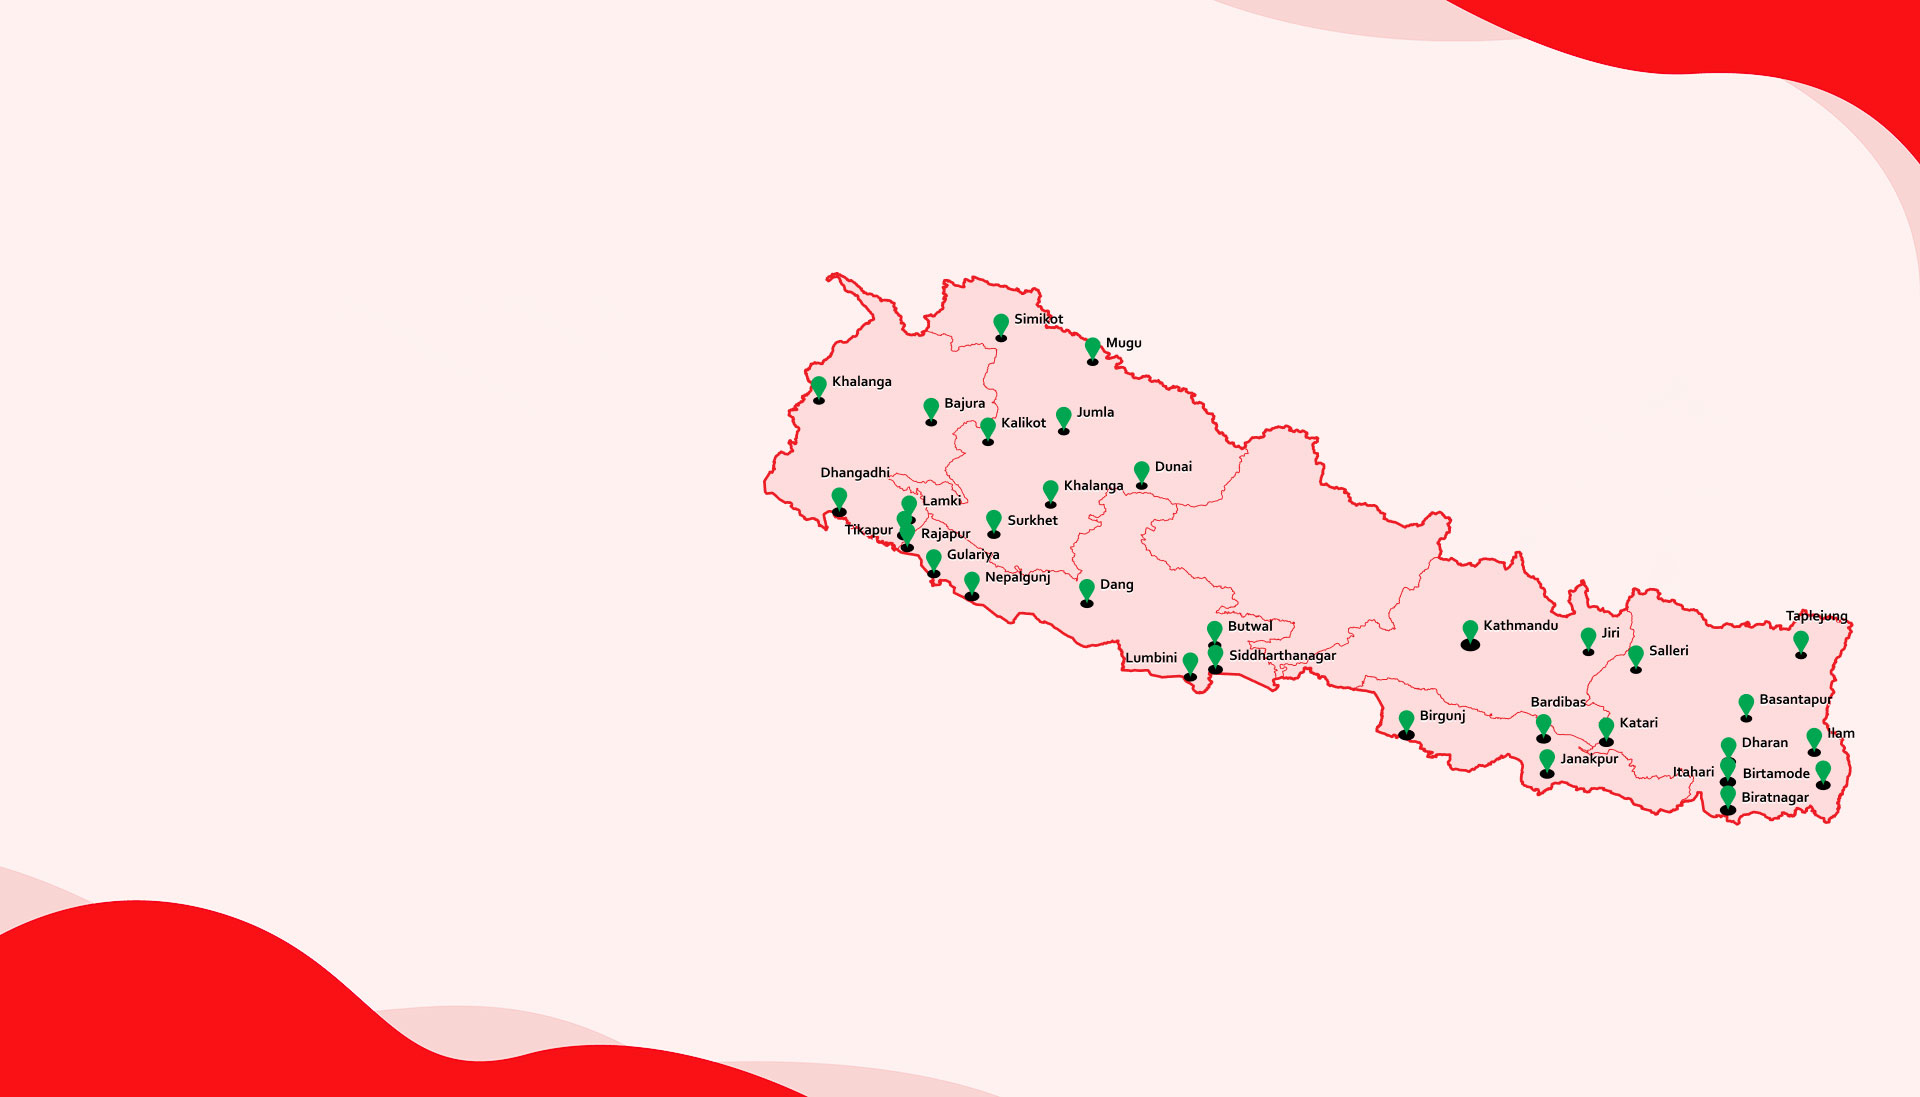 Simikot
Mugu
Khalanga
Bajura
Jumla
Kalikot
Dunai
Dhangadhi
Khalanga
Lamki
Surkhet
Tikapur
Rajapur
Gulariya
Nepalgunj
Dang
Taplejung
Butwal
Kathmandu
Jiri
Salleri
Lumbini
Siddharthanagar
Basantapur
Bardibas
Birgunj
Katari
Ilam
Dharan
Janakpur
Itahari
Birtamode
Biratnagar